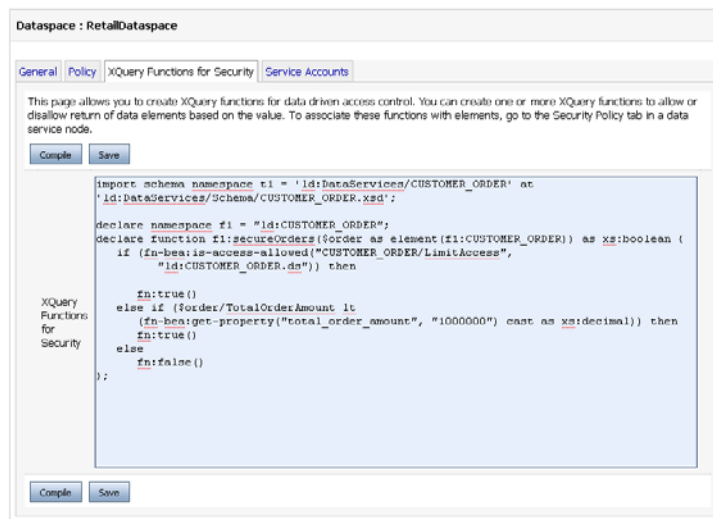 Dataspace : RetailDataspace
General Policy XQuery Functions for Security Service Accounts
This page allows you to create XQuery functions for data driven access control. You can create one or more XQuery functions to allow or
disallow return of data elements based on the value. To associate these functions with elements, go to the Security Policy tab in a data
service node.
Compile Save
import schema namespace t1 = 'ld:DataServices/CUSTOMER_ORDER' at
'ld:DataServices/Schema/CUSTOMER_ORDER.xsd';
declare namespace f1 = "ld:CUSTOMER_ORDER";
declare function f1:secureOrders($order as element(f1:CUSTOMER_ORDER)) as xs:boolean {
if (fn-bea:is-access-allowed("CUSTOMER_ORDER/LimitAccess",
"ld:CUSTOMER_ORDER.ds")) then
fn:true()
else if ($order/TotalOrderAmount lt
(fn-bea:get-property("total_order_amount", "1000000") cast as xs:decimal)) then
fn:true()
else
fn:false()
};
XQuery
Functions
for
Security
Compile Save